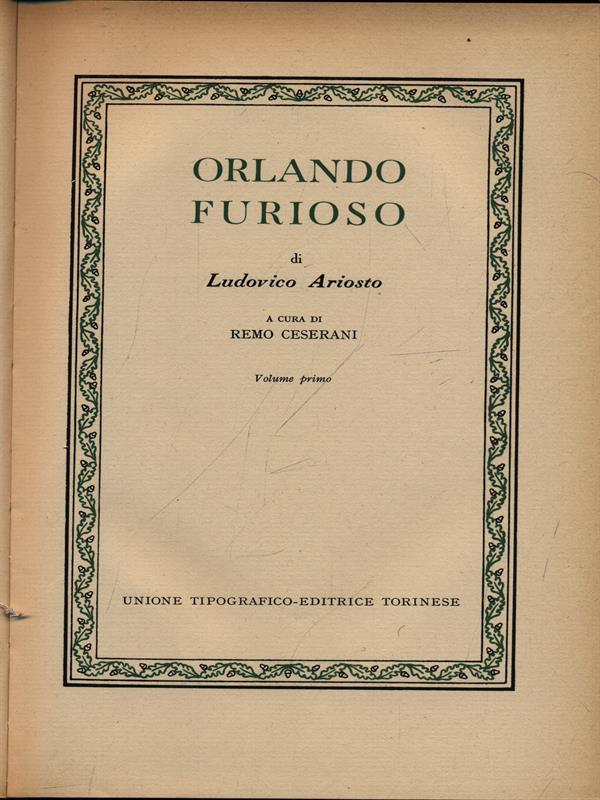 ORLANDO
FURIOSO
di
Ludovico Ariosto
A CURA DI
REMO CESERANI
Volume primo
UNIONE TIPOGRAFICO-EDITRICE TORINESE